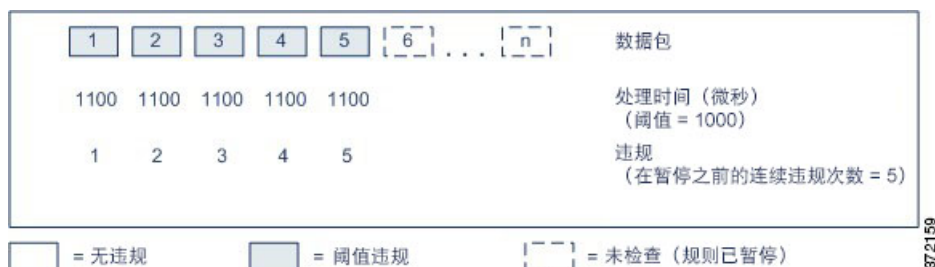 1 2 3 4 5 6 ... n 数据包
1100 1100 1100 1100 1100 处理时间（微秒）
（阈值 = 1000）
1 2 3 4 5 违规
（在暂停之前的连续违规次数 = 5）
= 无违规 = 阈值违规 = 未检查（规则已暂停）
372159